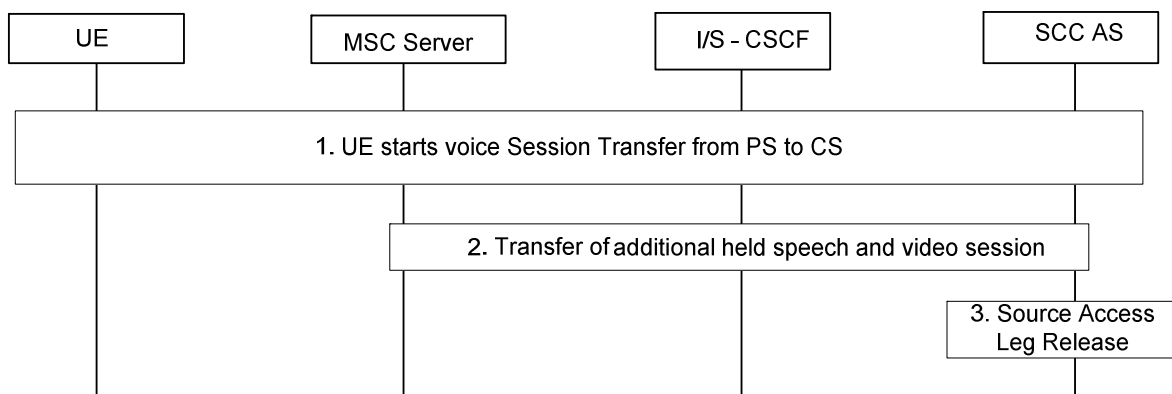 UE
MSC Server
I/S - CSCF
SCC AS
1. UE starts voice Session Transfer from PS to CS
2. Transfer of additional held speech and video session
3. Source Access
Leg Release